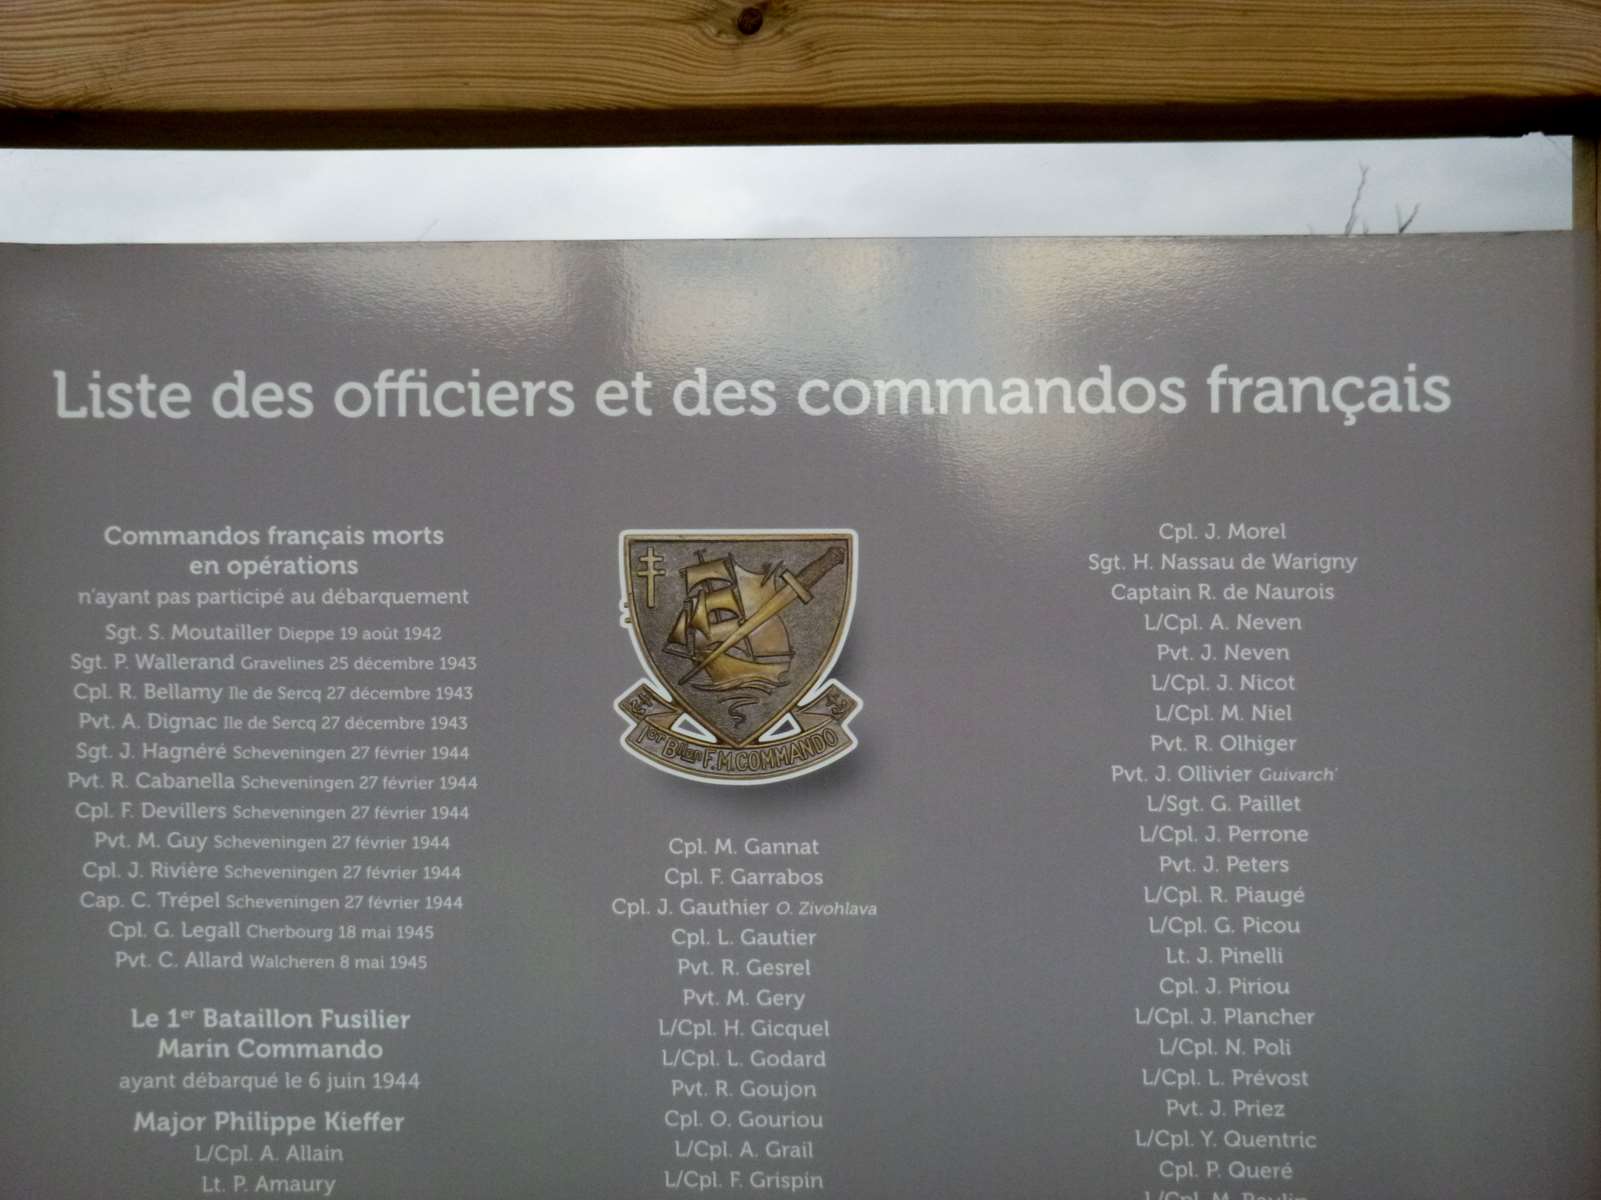 Liste des officiers et des commandos français
Commandos français morts
en opérations
n'ayant pas participé au débarquement
Sgt. S. Moutailler Dieppe 19 août 1942
Sgt. P. Wallerand Gravelines 25 décembre 1943
Cpl. R. Bellamy Ile de Sercq 27 décembre 1943
Pvt. A. Dignac Ile de Sercq 27 décembre 1943
Sgt. J. Hagnéré Scheveningen 27 février 1944
Pvt. R. Cabanella Scheveningen 27 février 1944
Cpl. F. Devillers Scheveningen 27 février 1944
Pvt. M. Guy Scheveningen 27 février 1944
Cpl. J. Rivière Scheveningen 27 février 1944
Cap. C. Trépel Scheveningen 27 février 1944
Cpl. G. Legall Cherbourg 18 mai 1945
Pvt. C. Allard Walcheren 8 mai 1945
Le 1er Bataillon Fusilier
Marin Commando
ayant débarqué le 6 juin 1944
Major Philippe Kieffer
L/Cpl. A. Allain
Lt. P. Amaury
1er Bllon F.M. COMMANDO
Cpl. M. Gannat
Cpl. F. Garrabos
Cpl. J. Gauthier O. Zivohlava
Cpl. L. Gautier
Pvt. R. Gesrel
Pvt. M. Gery
L/Cpl. H. Gicquel
L/Cpl. L. Godard
Pvt. R. Goujon
Cpl. O. Gouriou
L/Cpl. A. Grail
L/Cpl. F. Grispin
Cpl. J. Morel
Sgt. H. Nassau de Warigny
Captain R. de Naurois
L/Cpl. A. Neven
Pvt. J. Neven
L/Cpl. J. Nicot
L/Cpl. M. Niel
Pvt. R. Olhiger
Pvt. J. Ollivier Guivarch'
L/Sgt. G. Paillet
L/Cpl. J. Perrone
Pvt. J. Peters
L/Cpl. R. Piaugé
L/Cpl. G. Picou
Lt. J. Pinelli
Cpl. J. Piriou
L/Cpl. J. Plancher
L/Cpl. N. Poli
L/Cpl. L. Prévost
Pvt. J. Priez
L/Cpl. Y. Quentric
Cpl. P. Queré
L/Cpl. M.